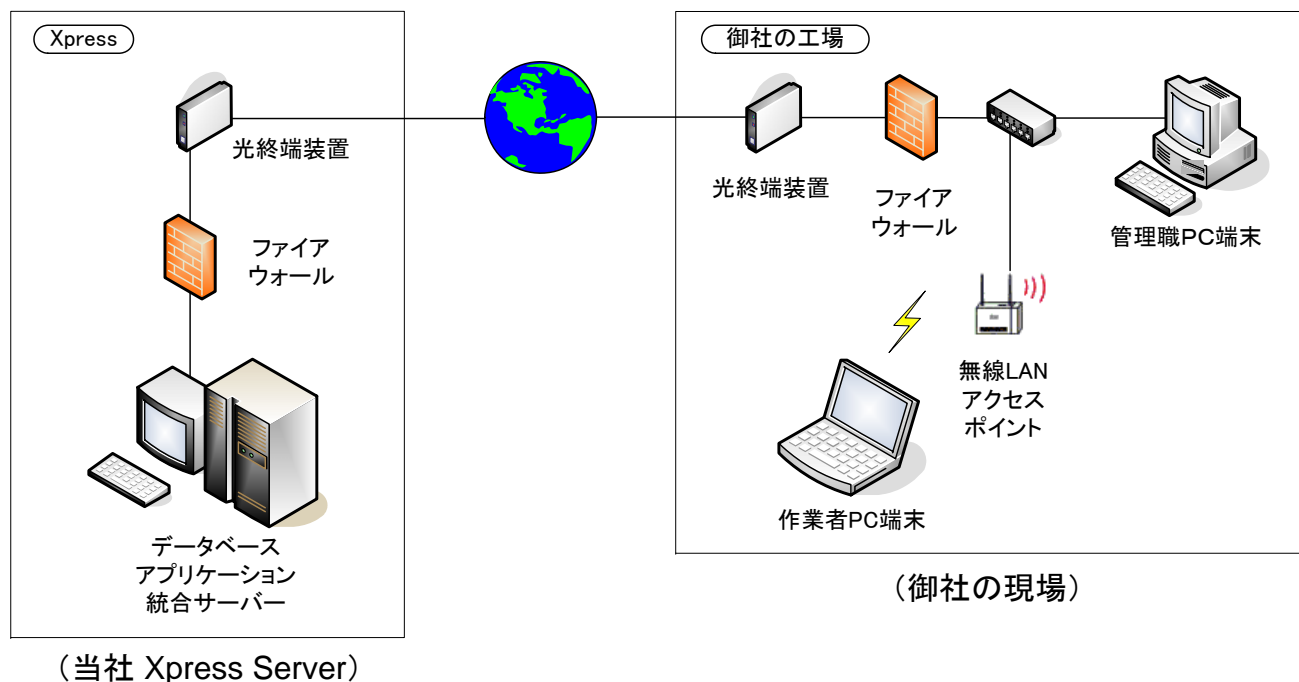 Xpress
光終端装置
ファイア
ウォール
データベース
アプリケーション
統合サーバー
(当社 Xpress Server)
御社の工場
光終端装置
ファイア
ウォール
管理職PC端末
無線LAN
アクセス
ポイント
作業者PC端末
(御社の現場)